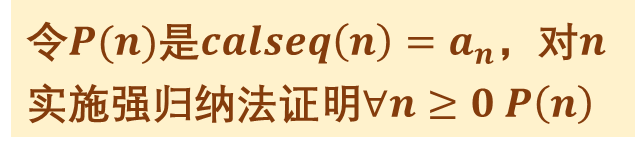 令P(n)是calseq(n) = aₙ，对n
实施强归纳法证明∀n ≥ 0 P(n)